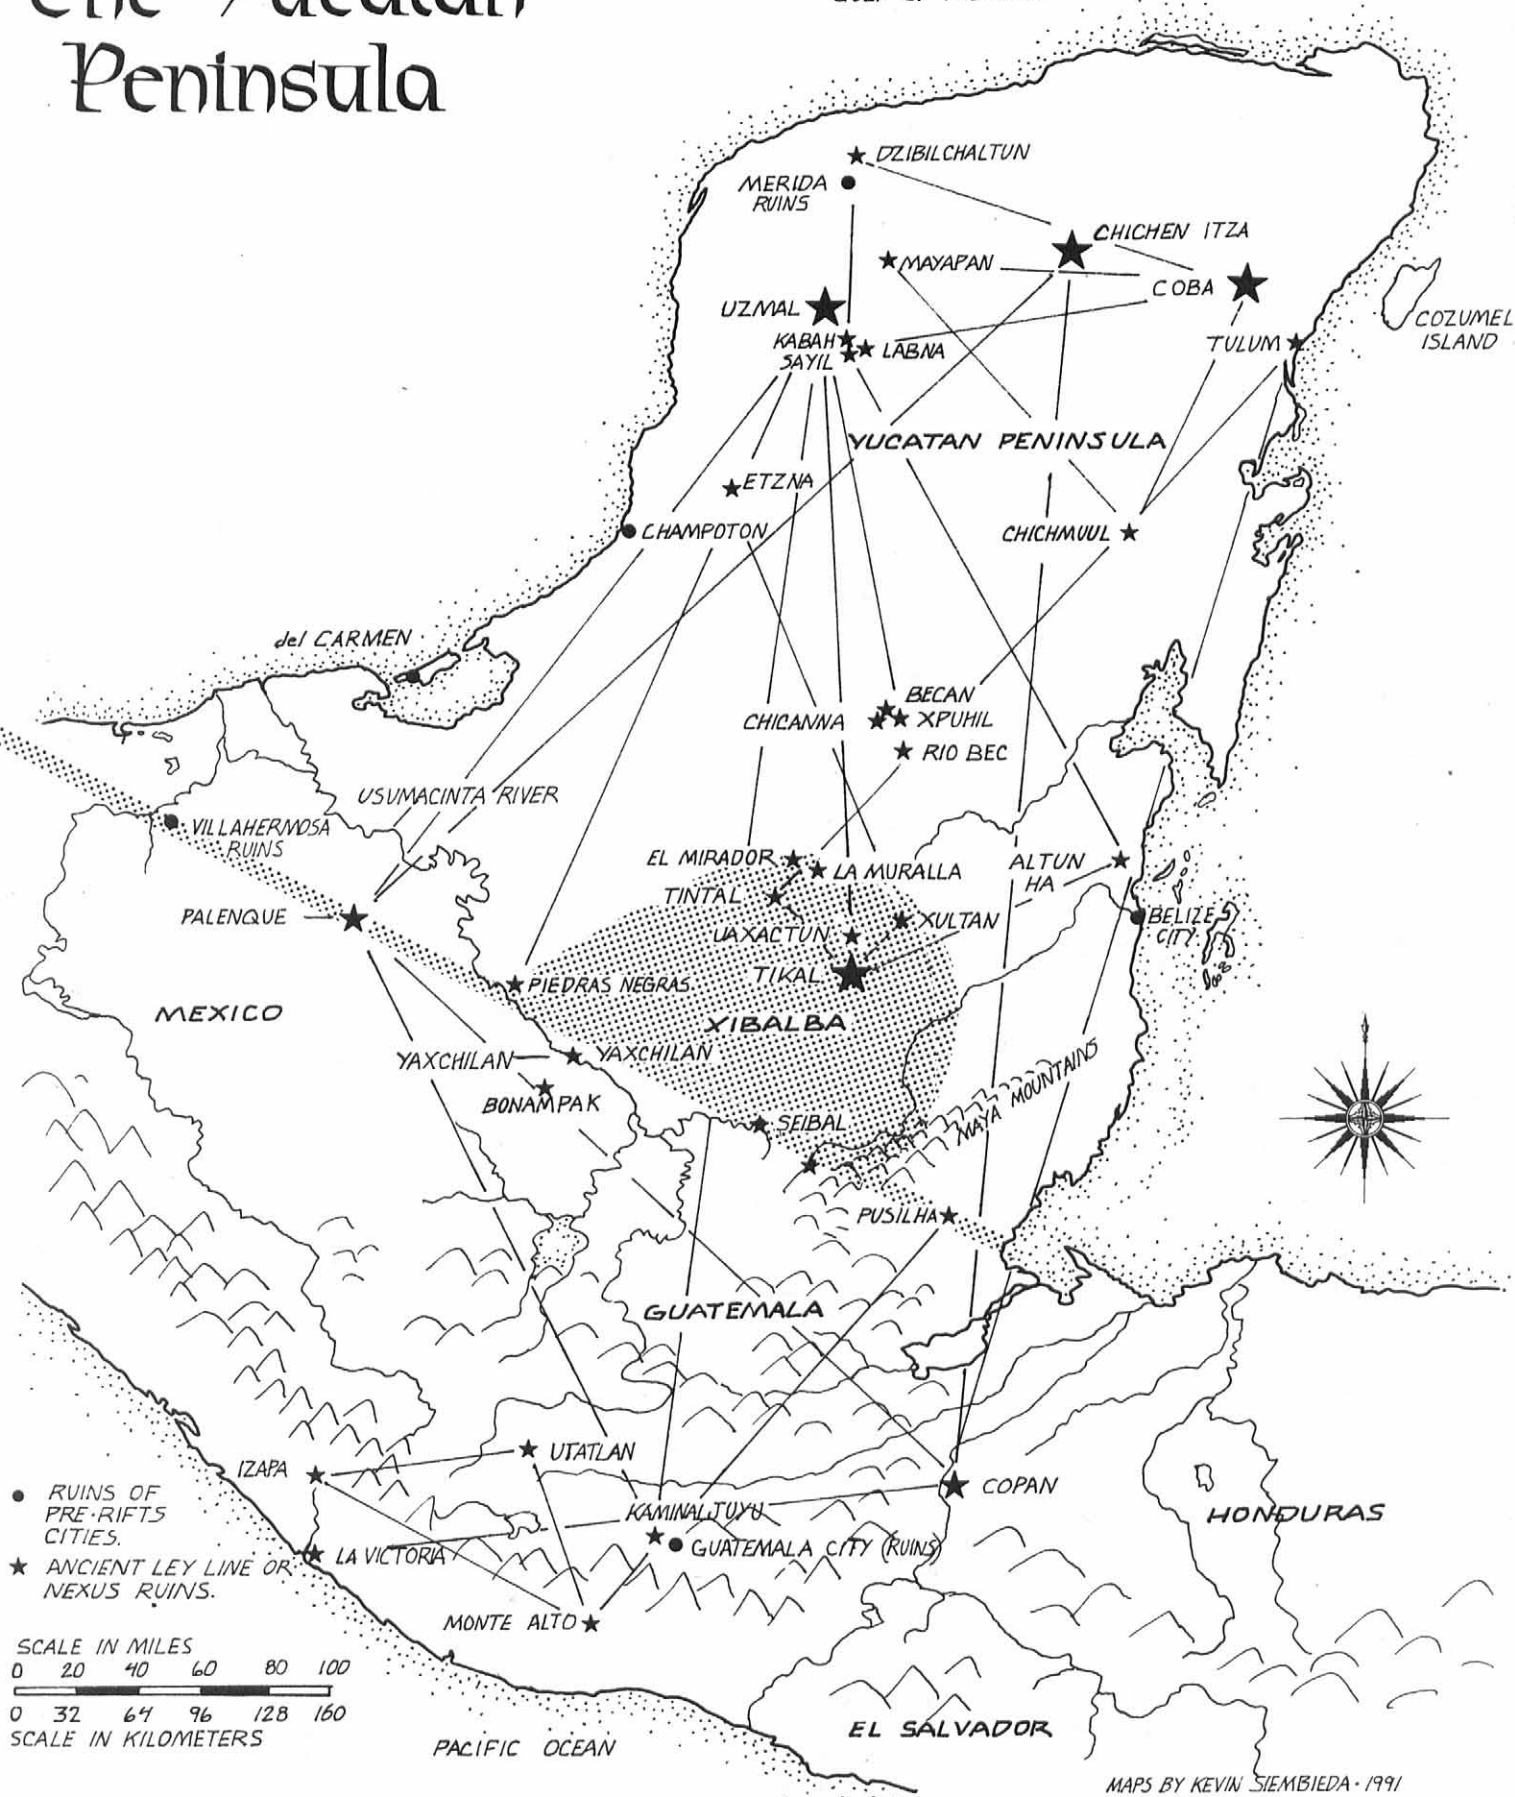 Peninsula
DZIBILCHALTUN
MERIDA
RUINS
CHICHEN ITZA
MAYAPAN
COBA
UZMAL
COZUMEL
ISLAND
KABAH
LABNA
SAYIL
TULUM
YUCATAN PENINSULA
ETZNA
CHAMPOTON
CHICHMUUL
del CARMEN
BECAN
CHICANNA
XPUHIL
RIO BEC
USUMACINTA RIVER
VILLAHERMOSA
RUINS
EL MIRADOR
LA MURALLA
ALTUN
HA
TINTAL
PALENQUE
XULTAN
BELIZE
CITY
UAXACTUN
TIKAL
PIEDRAS NEGRAS
MEXICO
XIBALBA
YAXCHILAN
YAXCHILAN
BONAMPAK
MAYA MOUNTAINS
SEIBAL
PUSILHA
GUATEMALA
UTATLAN
IZAPA
COPAN
KAMINALJUYU
HONDURAS
GUATEMALA CITY (RUINS)
LA VICTORIA
MONTE ALTO
RUINS OF
PRE-RIFTS
CITIES.
ANCIENT LEY LINE OR
NEXUS RUINS.
SCALE IN MILES
0 20 40 60 80 100
0 32 64 96 128 160
SCALE IN KILOMETERS
PACIFIC OCEAN
EL SALVADOR
MAPS BY KEVIN SIEMBIEDA · 1991